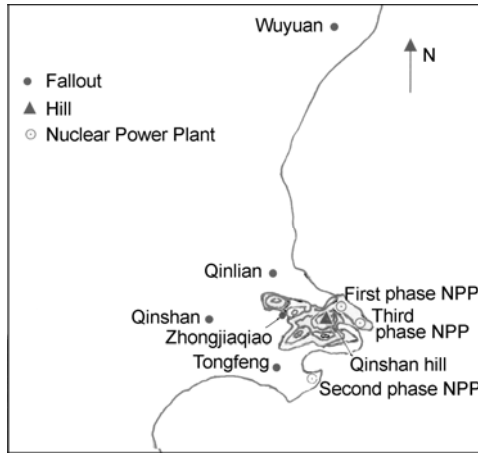 Wuyuan
N
Fallout
Hill
Nuclear Power Plant
Qinlian
First phase NPP
Qinshan
Third
phase NPP
Zhongjiaqiao
Tongfeng
Qinshan hill
Second phase NPP